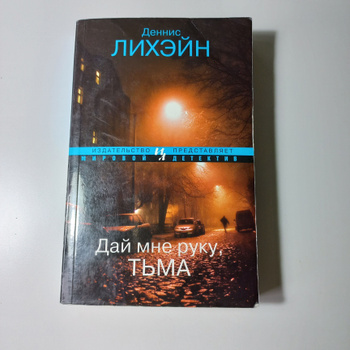 Деннис
ЛИХЭЙН
ИЗДАТЕЛЬСТВО ПРЕДСТАВЛЯЕТ
МИРОВОЙ ДЕТЕКТИВ
Дай мне руку,
ТЬМА